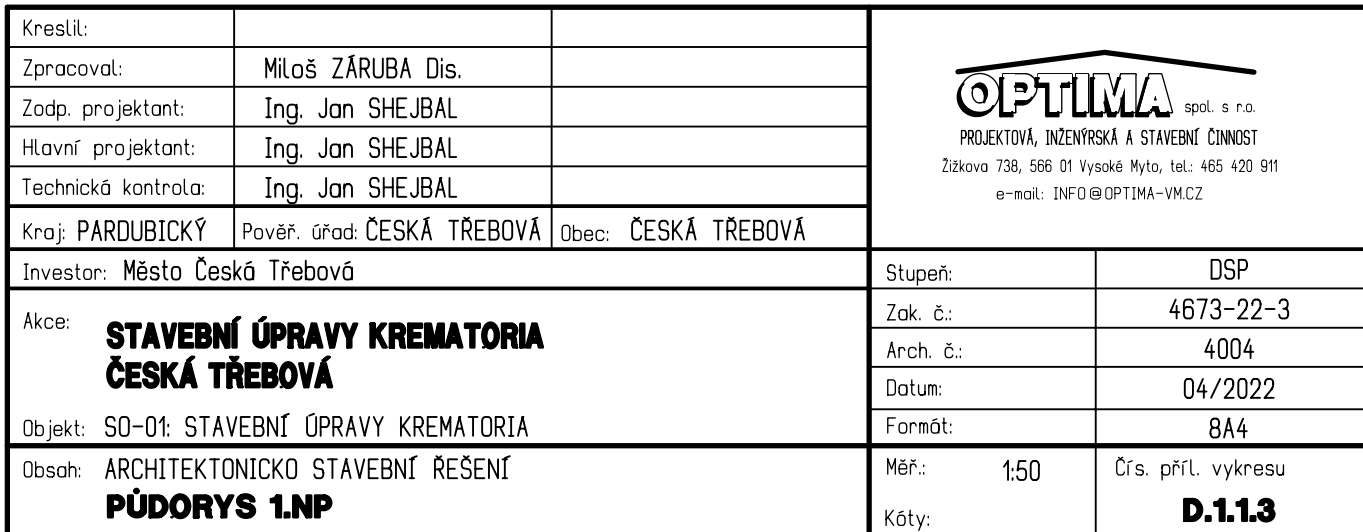 Kreslil:
Zpracoval: Miloš ZÁRUBA Dis.
Zodp. projektant: Ing. Jan SHEJBAL
Hlavní projektant: Ing. Jan SHEJBAL
Technická kontrola: Ing. Jan SHEJBAL
Kraj: PARDUBICKÝ Pověř. úřad: ČESKÁ TŘEBOVÁ Obec: ČESKÁ TŘEBOVÁ
OPTIMA spol. s r.o.
PROJEKTOVÁ, INŽENÝRSKÁ A STAVEBNÍ ČINNOST
Žižkova 738, 566 01 Vysoké Myto, tel.: 465 420 911
e-mail: INFO@OPTIMA-VM.CZ
Investor: Město Česká Třebová
Akce: STAVEBNÍ ÚPRAVY KREMATORIA
ČESKÁ TŘEBOVÁ
Objekt: SO-01: STAVEBNÍ ÚPRAVY KREMATORIA
Obsah: ARCHITEKTONICKO STAVEBNÍ ŘEŠENÍ
PŮDORYS 1.NP
Stupeň: DSP
Zak. č.: 4673-22-3
Arch. č.: 4004
Datum: 04/2022
Formát: 8A4
Měř.: 1:50 Čís. příl. vykresu
Kóty: D.1.1.3